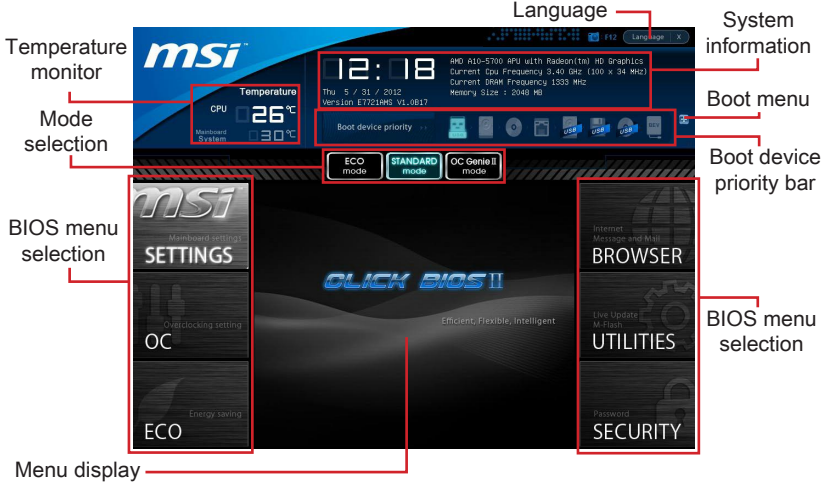 Language
System
information
Temperature
monitor
Boot menu
Mode
selection
Boot device
priority bar
BIOS menu
selection
BIOS menu
selection
Menu display
msi
F12
Language X
12:18
Thu 5 / 31 / 2012
Version E7721AMS V1.0B17
AMD A10-5700 APU with Radeon(tm) HD Graphics
Current Cpu Frequency 3.40 GHz (100 x 34 MHz)
Current DRAM Frequency 1333 MHz
Memory Size : 2048 MB
Temperature
CPU 26°C
Mainboard
System 30°C
Boot device priority
USB USB USB
ECO
mode
STANDARD
mode
OC Genie II
mode
msi
Mainboard settings
SETTINGS
Overclocking setting
OC
Energy saving
ECO
CLICK BIOS II
Efficient, Flexible, Intelligent
Internet
Message and Mail
BROWSER
Live Update
M-Flash
UTILITIES
Password
SECURITY